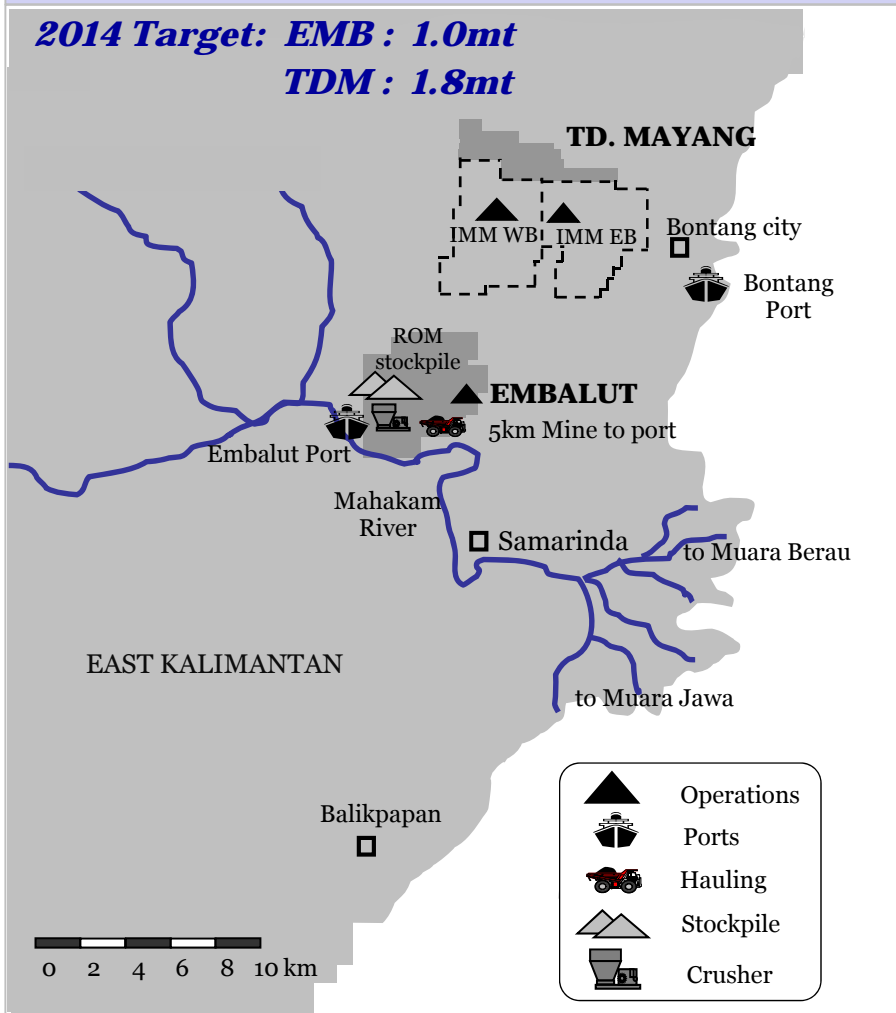 2014 Target: EMB : 1.0mt
TDM : 1.8mt
TD. MAYANG
IMM WB
IMM EB
Bontang city
Bontang
Port
ROM
stockpile
EMBALUT
5km Mine to port
Embalut Port
Mahakam
River
Samarinda
to Muara Berau
EAST KALIMANTAN
to Muara Jawa
Balikpapan
Operations
Ports
Hauling
Stockpile
Crusher
0 2 4 6 8 10 km